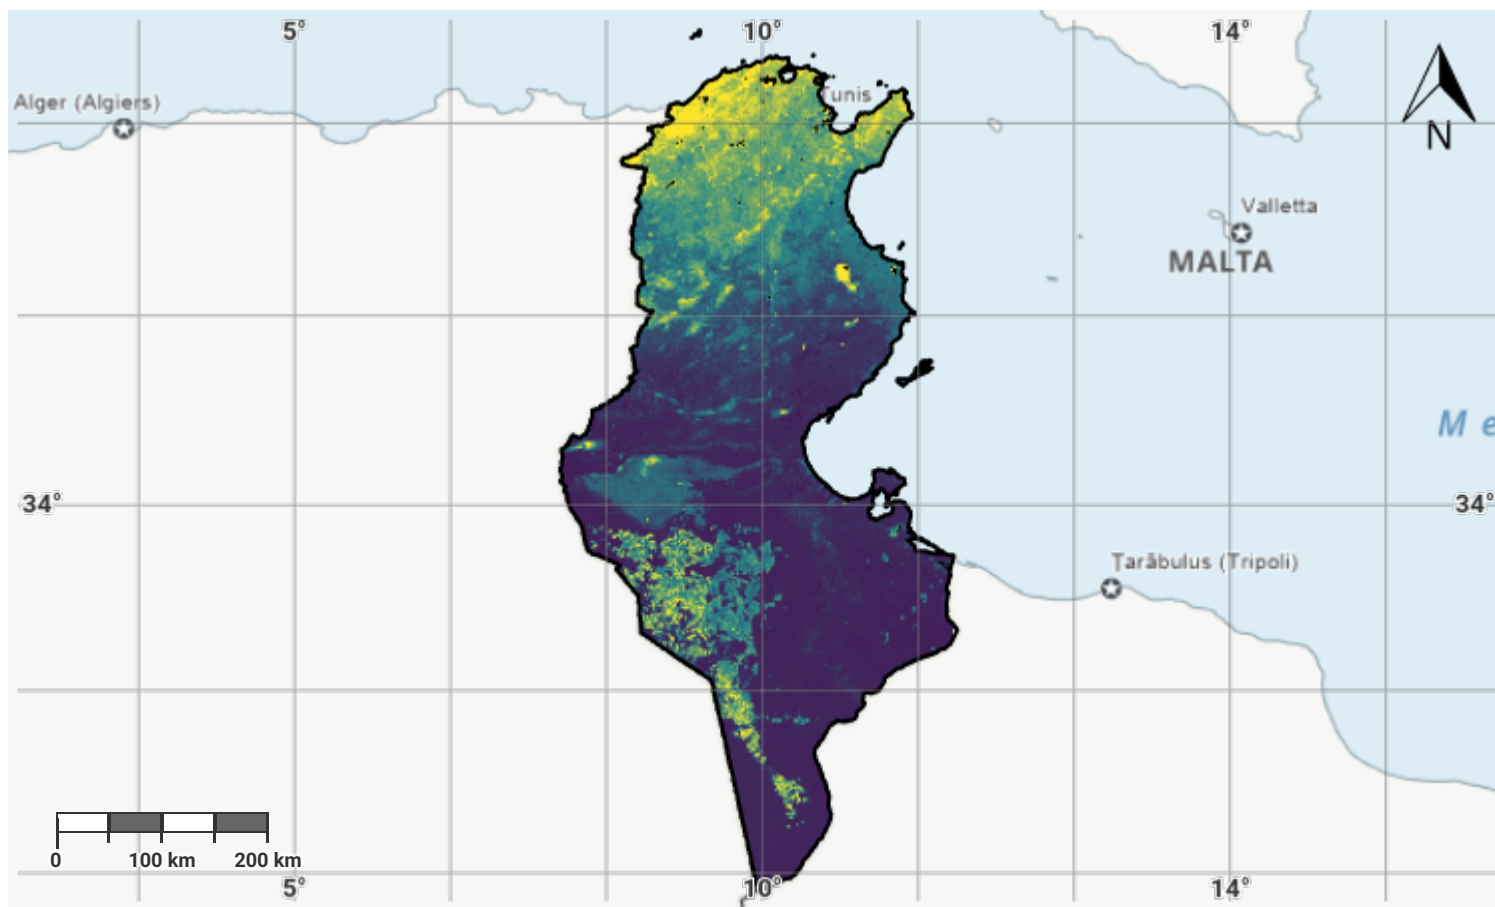 5° 10° 14°
Alger (Algiers)
Tunis
N
Valletta
MALTA
M e
34° 34°
Tarābulus (Tripoli)
0 100 km 200 km
5° 10° 14°